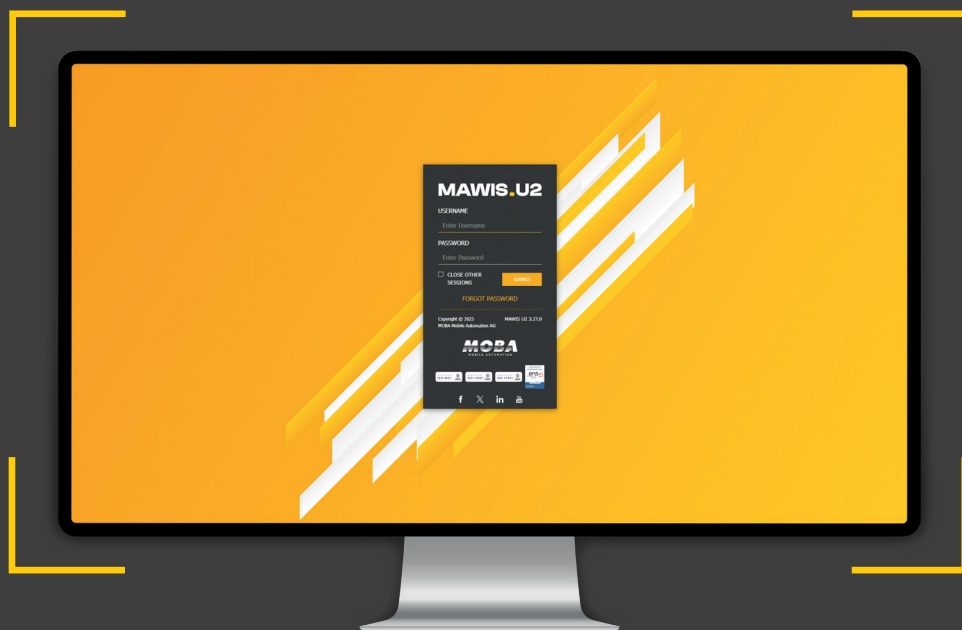 MAWIS.U2
USERNAME
Enter Username
PASSWORD
Enter Password
CLOSE OTHER
SESSIONS
SUBMIT
FORGOT PASSWORD
Copyright © 2025
MOBA Mobile Automation AG
MAWIS U2 3.27.0
MOBA
MOBILE AUTOMATION